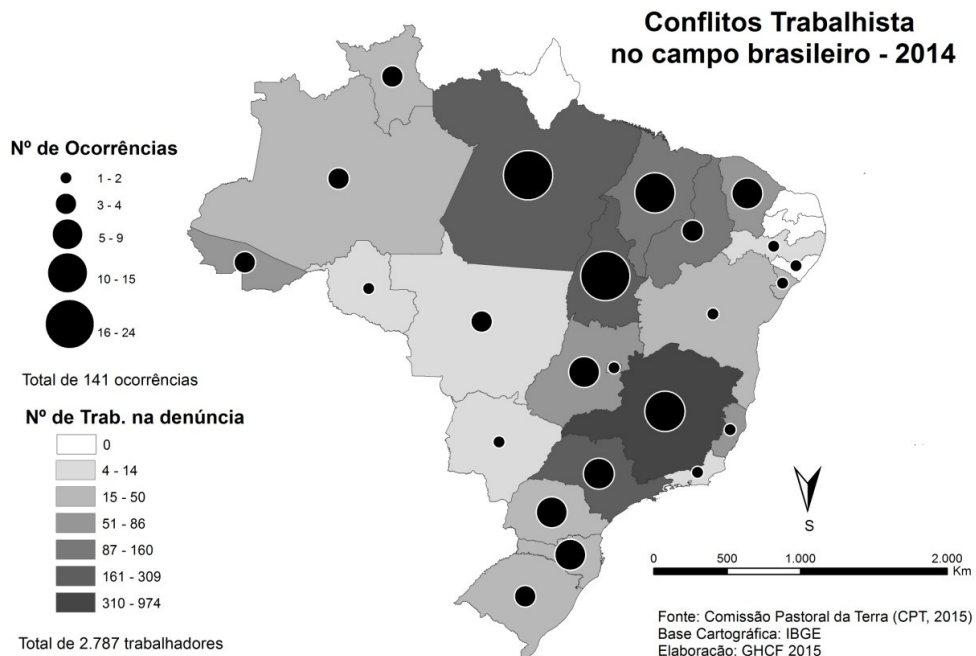 Conflitos Trabalhista
no campo brasileiro - 2014
Nº de Ocorrências
1 - 2
3 - 4
5 - 9
10 - 15
16 - 24
Total de 141 ocorrências
Nº de Trab. na denúncia
0
4 - 14
15 - 50
51 - 86
87 - 160
161 - 309
310 - 974
Total de 2.787 trabalhadores
S
0 500 1.000 2.000
Km
Fonte: Comissão Pastoral da Terra (CPT, 2015)
Base Cartográfica: IBGE
Elaboração: GHCF 2015